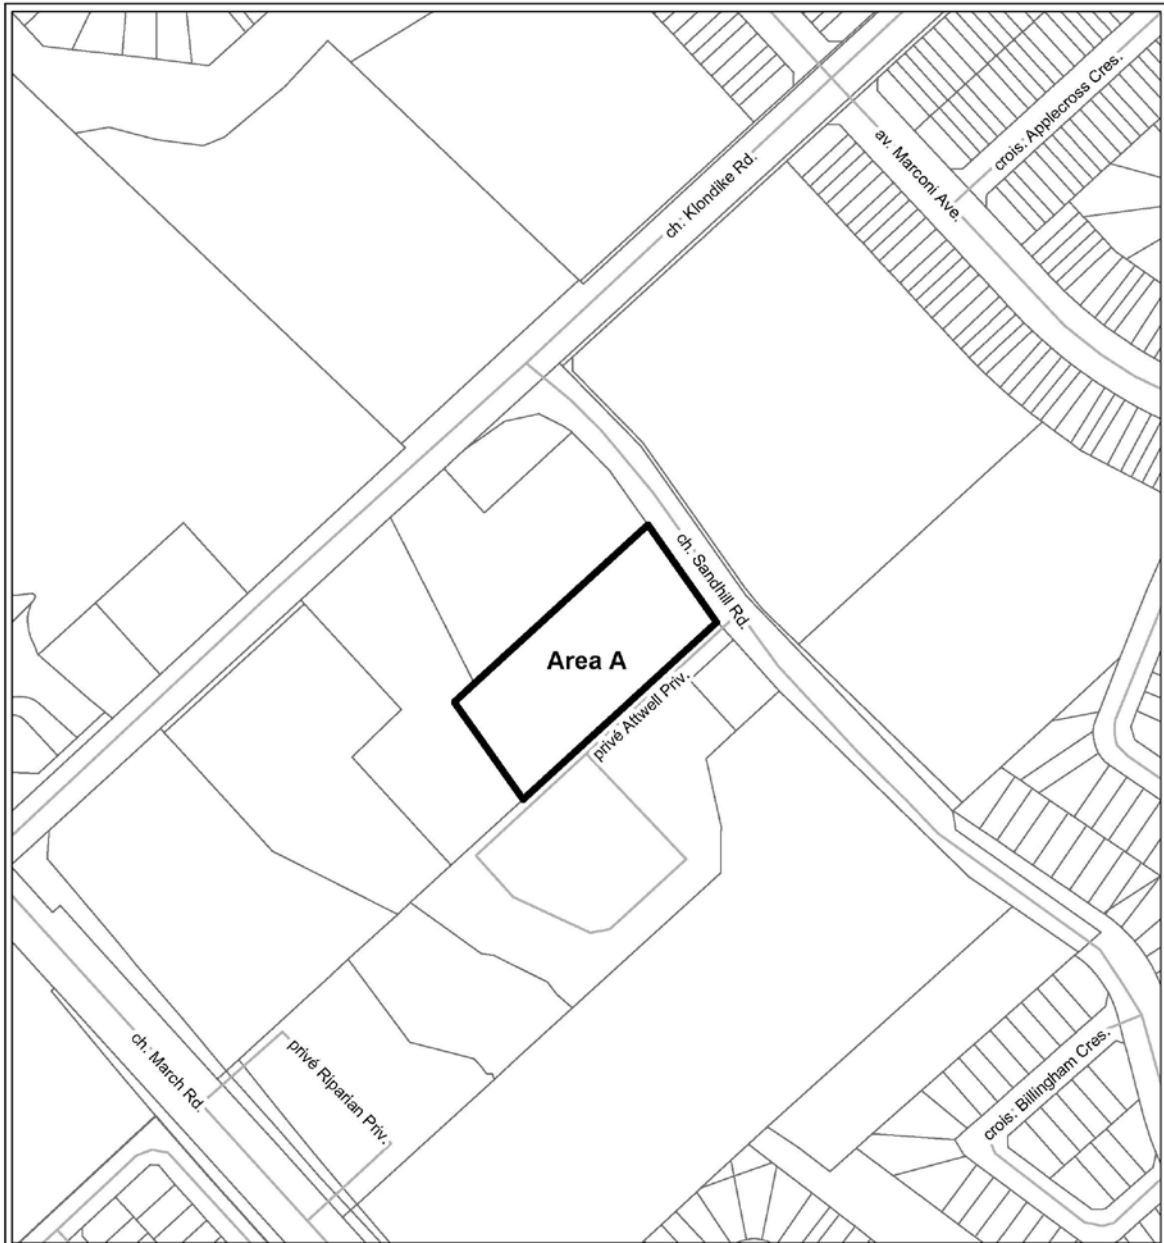 crois. Applecross Cres.
av. Marconi Ave.
ch. Klondike Rd.
ch. Sandhill Rd.
Area A
privé Attwell Priv.
ch. March Rd.
privé Riparian Priv.
crois. Billingham Cres.